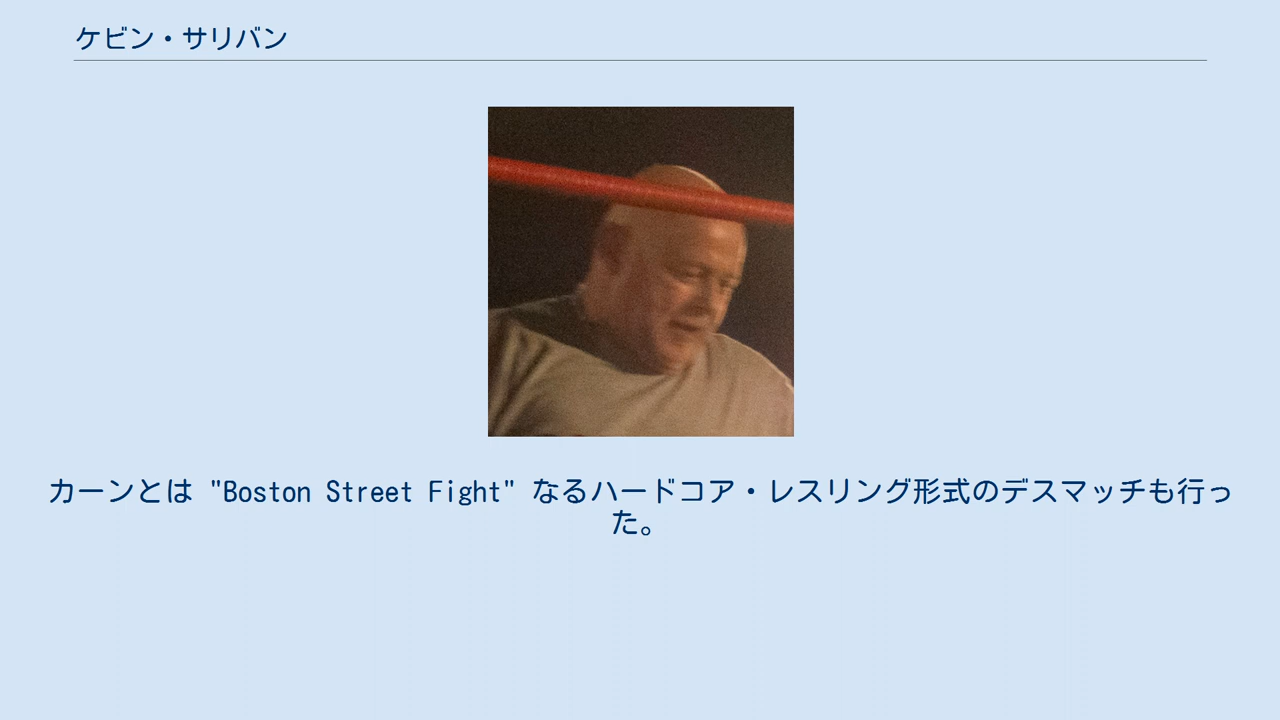 ケビン・サリバン
カーンとは "Boston Street Fight" なるハードコア・レスリング形式のデスマッチも行っ
た。